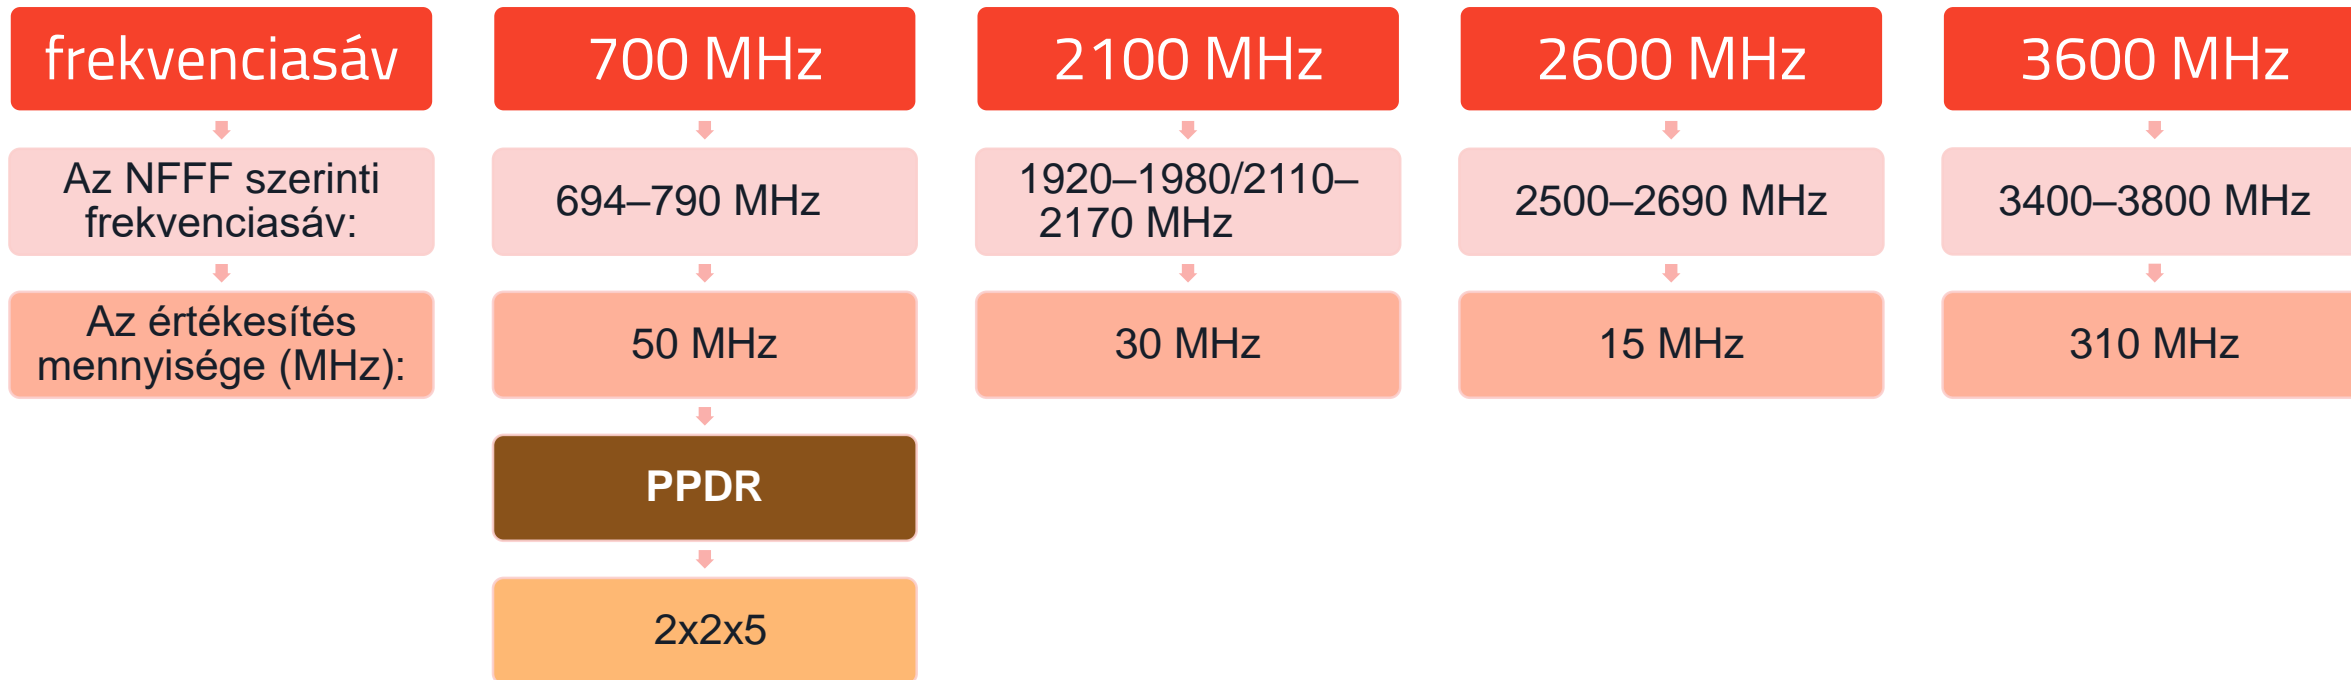 frekvenciasáv
Az NFFF szerinti
frekvenciasáv:
Az értékesítés
mennyisége (MHz):
700 MHz
694–790 MHz
50 MHz
PPDR
2x2x5
2100 MHz
1920–1980/2110–
2170 MHz
30 MHz
2600 MHz
2500–2690 MHz
15 MHz
3600 MHz
3400–3800 MHz
310 MHz